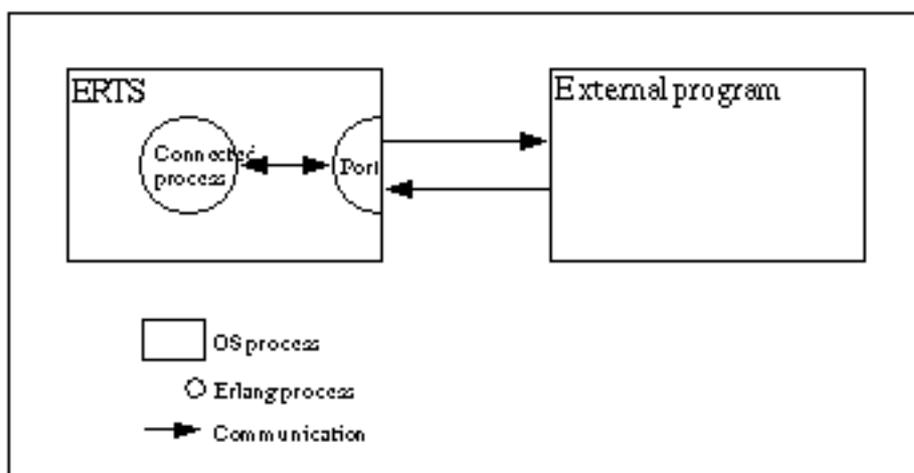 ERTS
External program
Connected
process
Port
OS process
Erlang process
Communication